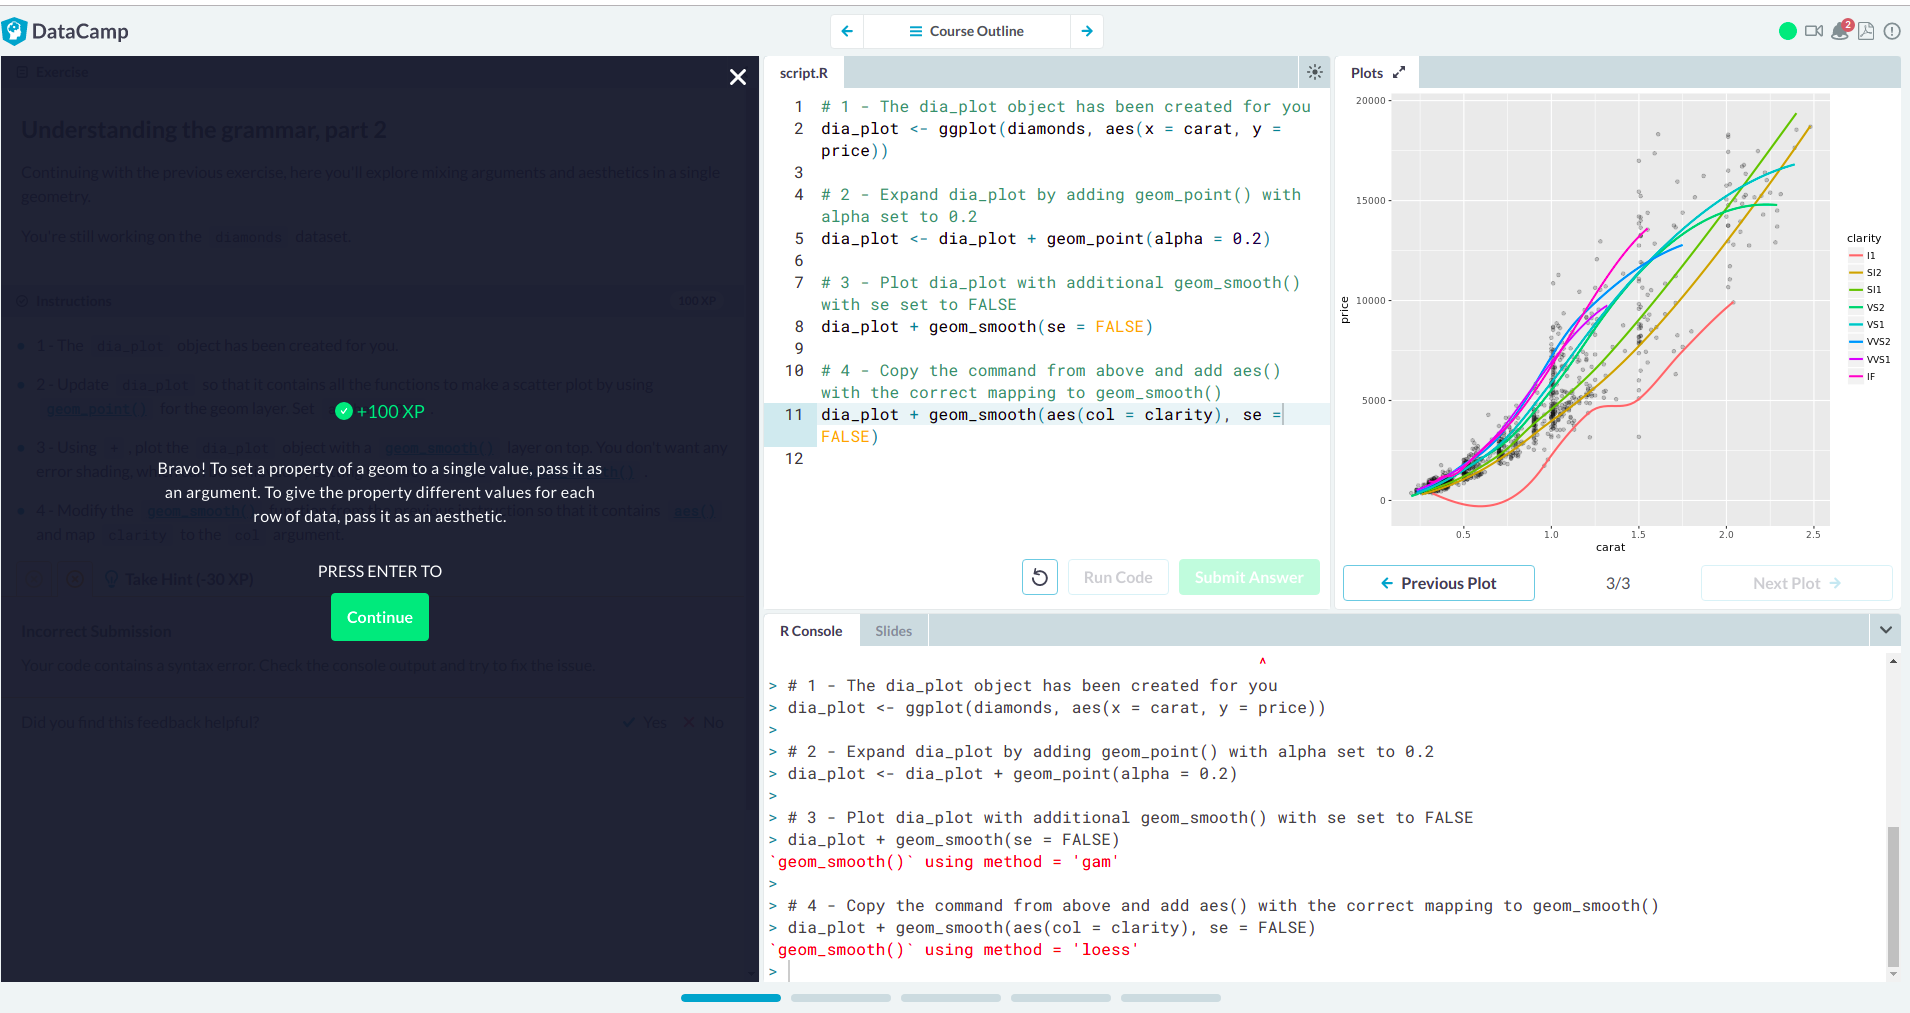 DataCamp
Course Outline
2
Exercise
Understanding the grammar, part 2
Continuing with the previous exercise, here you'll explore mixing arguments and aesthetics in a single
geometry.
You're still working on the diamonds dataset.
Instructions
100 XP
1 - The dia_plot object has been created for you.
2 - Update dia_plot so that it contains all the functions to make a scatter plot by using
geom_point() for the geom layer. Set
3 - Using + , plot the dia_plot object with a geom_smooth() layer on top. You don't want any
error shading,
4 - Modify the geom_smooth() function from the previous instruction so that it contains aes()
and map clarity to the col argument.
Take Hint (-30 XP)
Incorrect Submission
Your code contains a syntax error. Check the console output and try to fix the issue.
Did you find this feedback helpful?
Yes
No
+100 XP
Bravo! To set a property of a geom to a single value, pass it as
an argument. To give the property different values for each
row of data, pass it as an aesthetic.
PRESS ENTER TO
Continue
script.R
1 # 1 - The dia_plot object has been created for you
2 dia_plot <- ggplot(diamonds, aes(x = carat, y =
price))
3
4 # 2 - Expand dia_plot by adding geom_point() with
alpha set to 0.2
5 dia_plot <- dia_plot + geom_point(alpha = 0.2)
6
7 # 3 - Plot dia_plot with additional geom_smooth()
with se set to FALSE
8 dia_plot + geom_smooth(se = FALSE)
9
10 # 4 - Copy the command from above and add aes()
with the correct mapping to geom_smooth()
11 dia_plot + geom_smooth(aes(col = clarity), se =
FALSE)
12
Run Code
Submit Answer
Plots
20000
15000
10000
5000
0
price
0.5
1.0
1.5
2.0
2.5
carat
clarity
I1
SI2
SI1
VS2
VS1
VVS2
VVS1
IF
Previous Plot
3/3
Next Plot
R Console
Slides
^
> # 1 - The dia_plot object has been created for you
> dia_plot <- ggplot(diamonds, aes(x = carat, y = price))
>
> # 2 - Expand dia_plot by adding geom_point() with alpha set to 0.2
> dia_plot <- dia_plot + geom_point(alpha = 0.2)
>
> # 3 - Plot dia_plot with additional geom_smooth() with se set to FALSE
> dia_plot + geom_smooth(se = FALSE)
`geom_smooth()` using method = 'gam'
>
> # 4 - Copy the command from above and add aes() with the correct mapping to geom_smooth()
> dia_plot + geom_smooth(aes(col = clarity), se = FALSE)
`geom_smooth()` using method = 'loess'
>